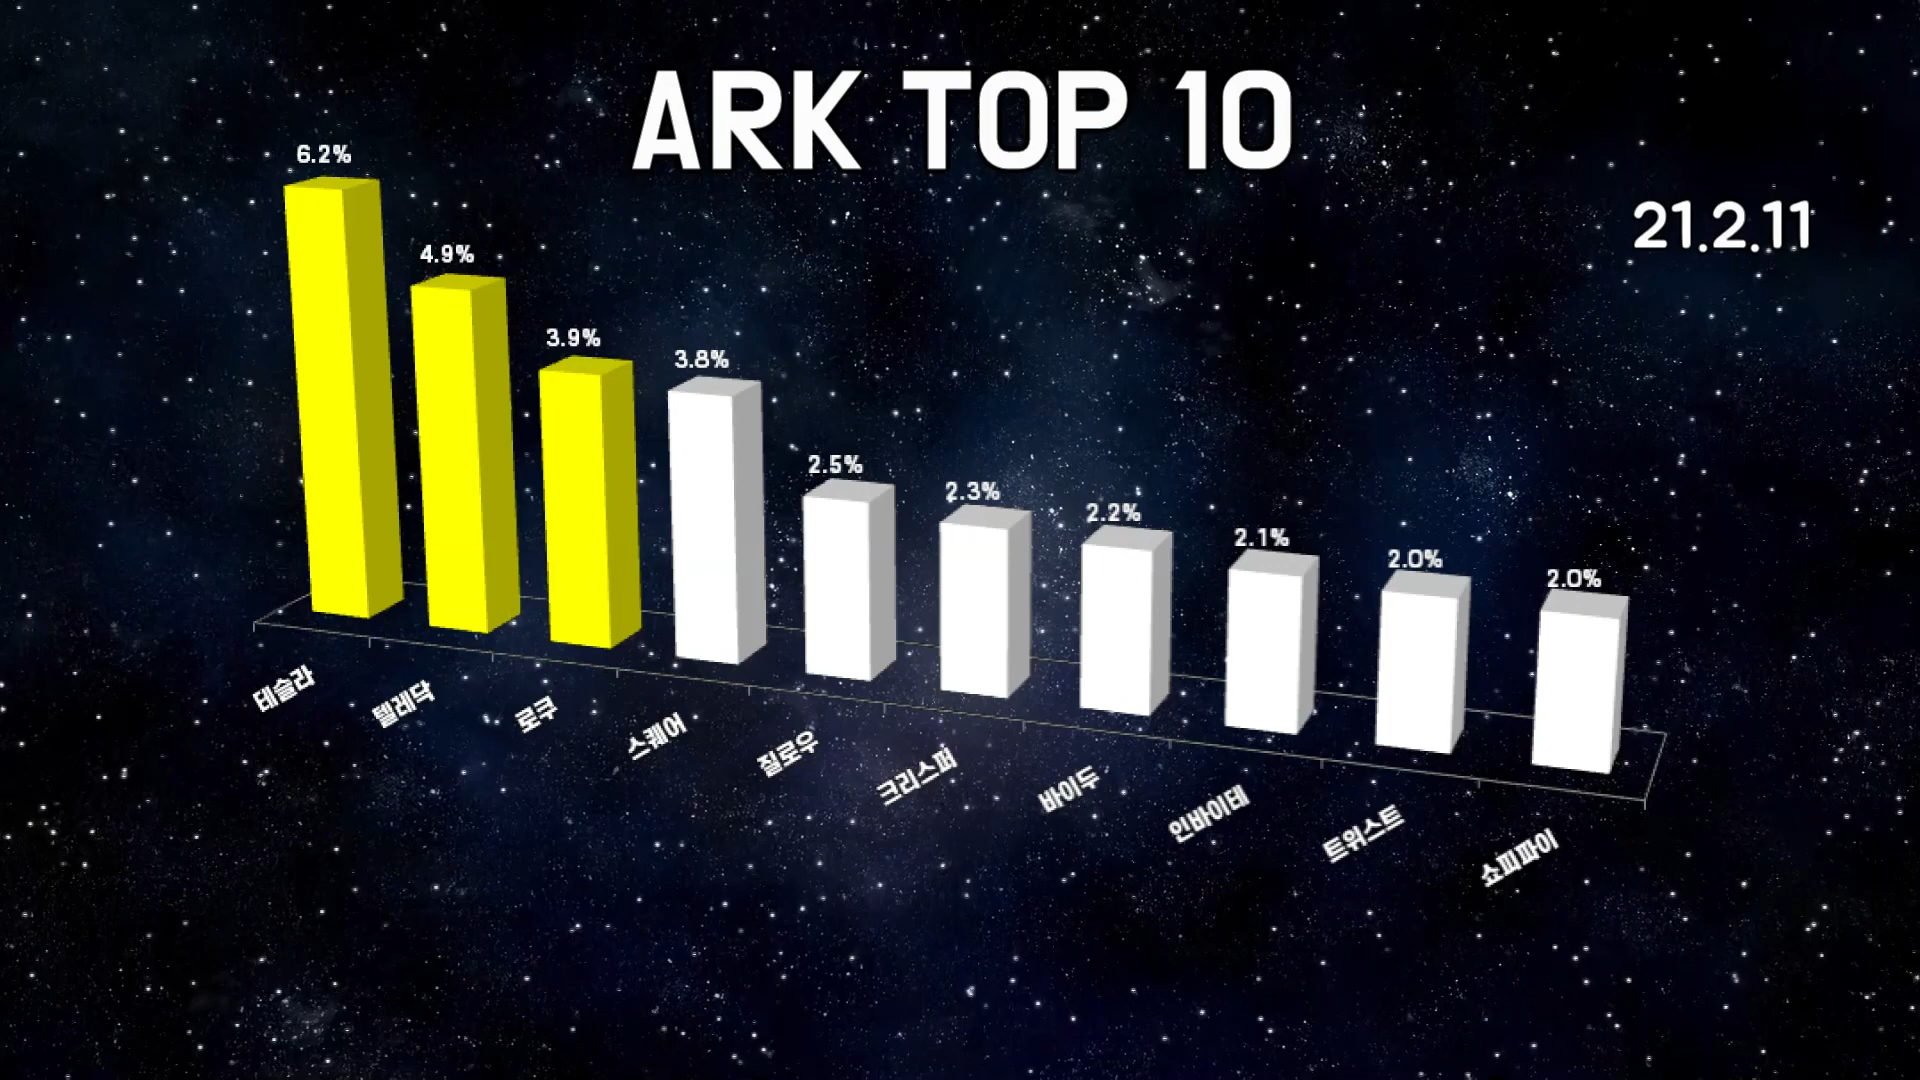 ARK TOP 10
21.2.11
6.2%
4.9%
3.9%
3.8%
2.5%
2.3%
2.2%
2.1%
2.0%
2.0%
테슬라
텔레닥
로쿠
스퀘어
질로우
크리스퍼
바이두
인바이테
트위스트
쇼피파이